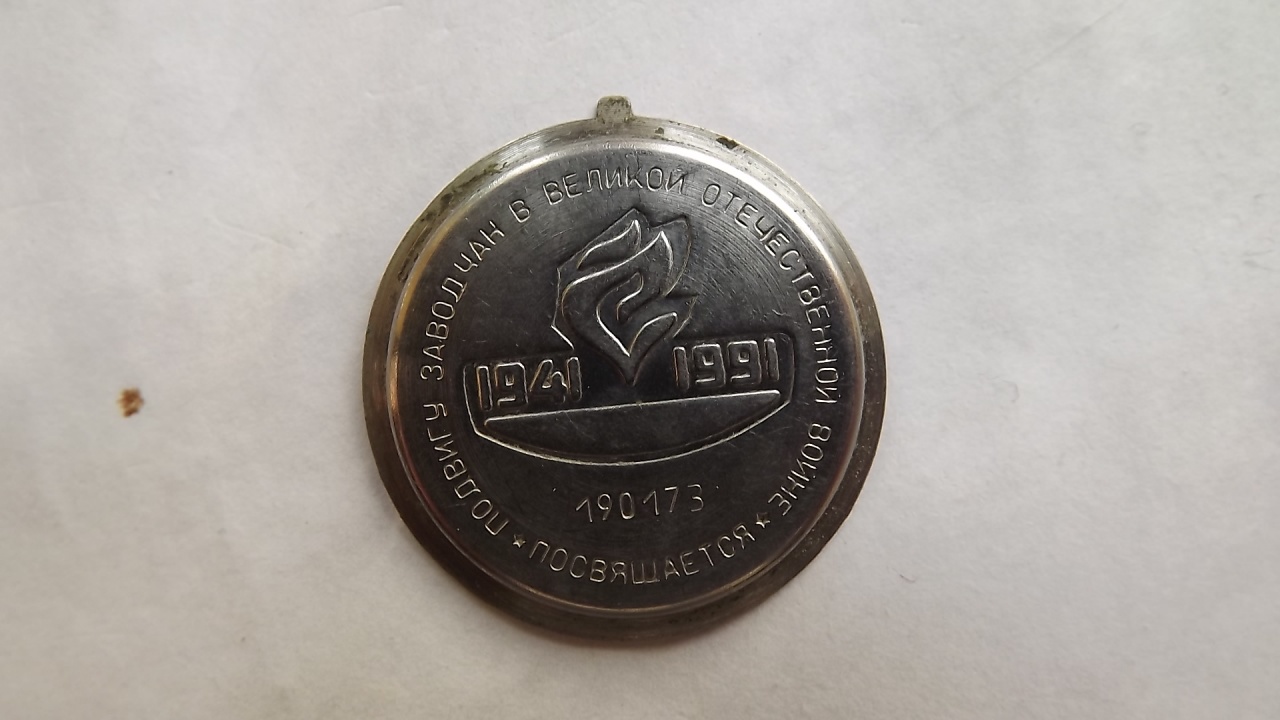 ПОДВИГУ ЗАВОДЧАН В ВЕЛИКОЙ ОТЕЧЕСТВЕННОЙ ВОЙНЕ
★ ПОСВЯЩАЕТСЯ ★
1941 1991
190173